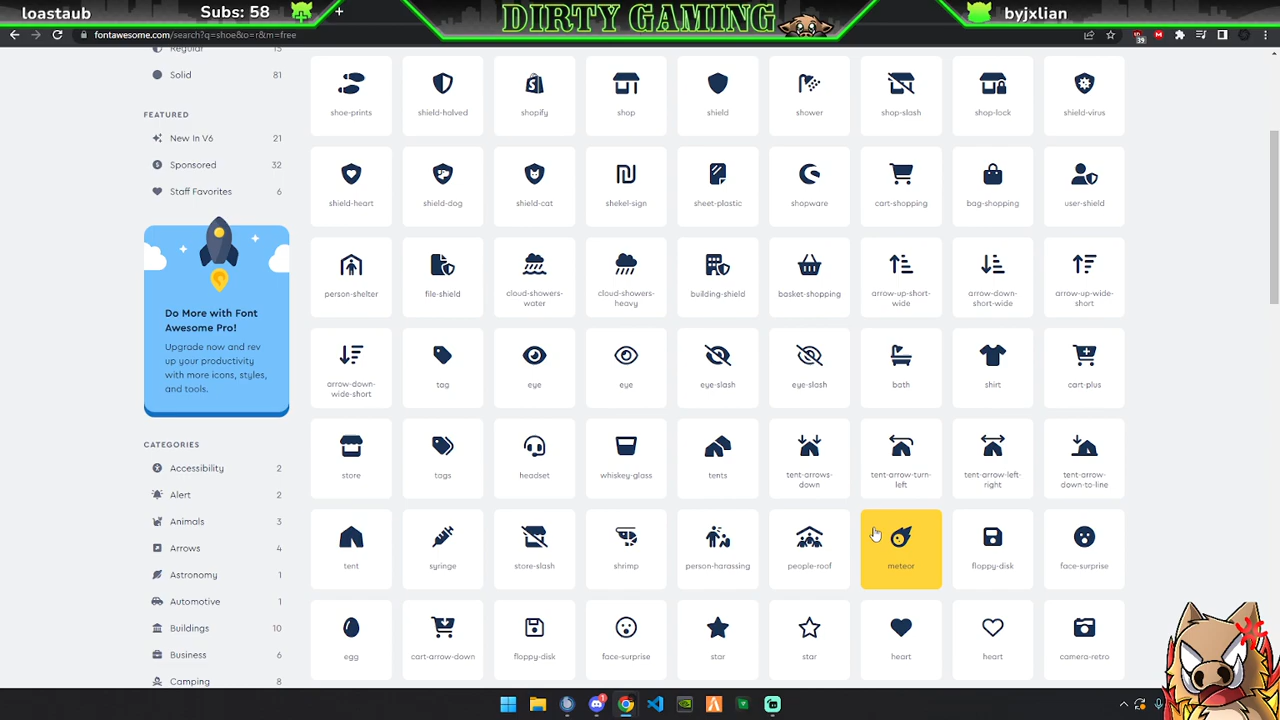 loastaub
Subs: 58
DIRTY GAMING
byjxlian
fontawesome.com/search?q=shoe&o=r&m=free
39
Regular 15
Solid 81
FEATURED
New In V6 21
Sponsored 32
Staff Favorites 6
Do More with Font
Awesome Pro!
Upgrade now and rev
up your productivity
with more icons, styles,
and tools.
CATEGORIES
Accessibility 2
Alert 2
Animals 3
Arrows 4
Astronomy 1
Automotive 1
Buildings 10
Business 6
Camping 8
shoe-prints shield-halved shopify shop shield shower shop-slash shop-lock shield-virus
shield-heart shield-dog shield-cat shekel-sign sheet-plastic shopware cart-shopping bag-shopping user-shield
person-shelter file-shield cloud-showers-water cloud-showers-heavy building-shield basket-shopping arrow-up-short-wide arrow-down-short-wide arrow-up-wide-short
arrow-down-wide-short tag eye eye eye-slash eye-slash bath shirt cart-plus
store tags headset whiskey-glass tents tent-arrows-down tent-arrow-turn-left tent-arrow-left-right tent-arrow-down-to-line
tent syringe store-slash shrimp person-harassing people-roof meteor floppy-disk face-surprise
egg cart-arrow-down floppy-disk face-surprise star star heart heart camera-retro